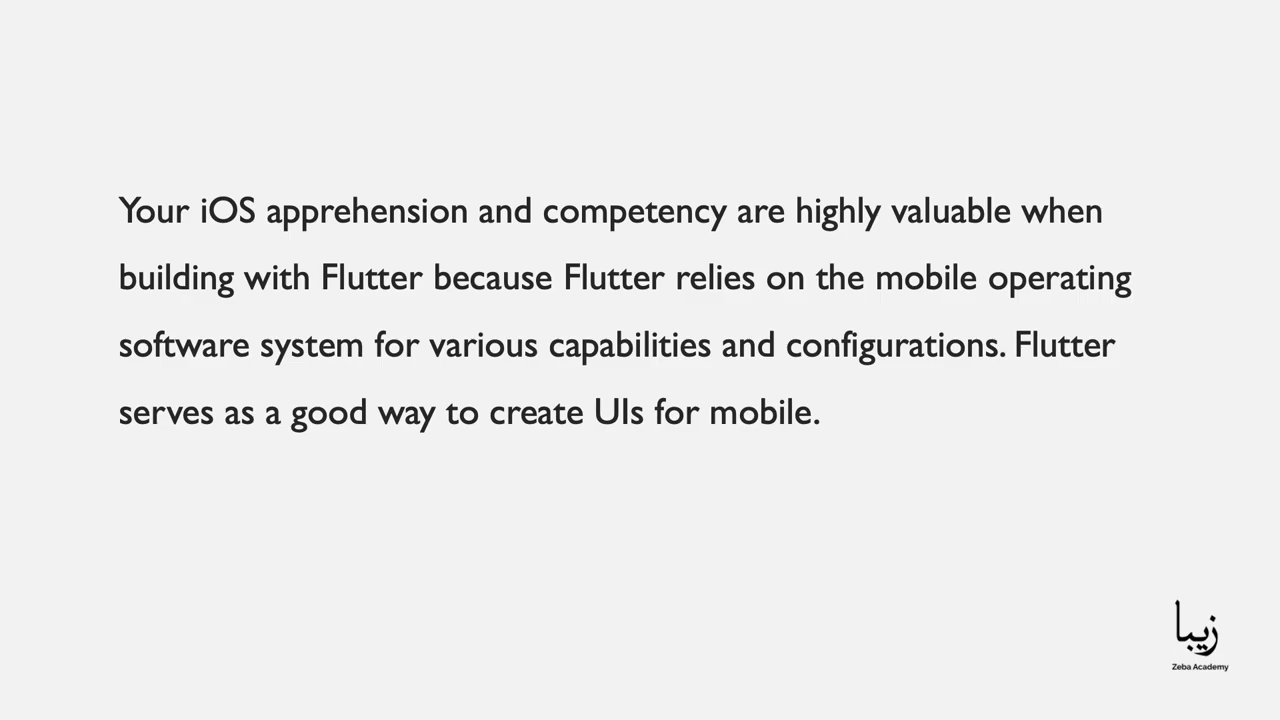 Your iOS apprehension and competency are highly valuable when
building with Flutter because Flutter relies on the mobile operating
software system for various capabilities and configurations. Flutter
serves as a good way to create UIs for mobile.
زیبا
Zeba Academy